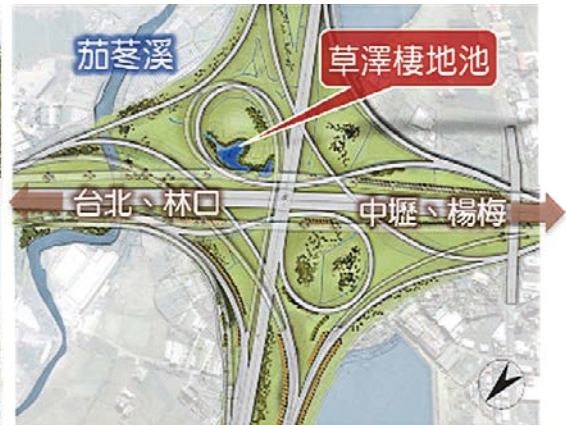 茄苳溪
草澤棲地池
台北、林口
中壢、楊梅